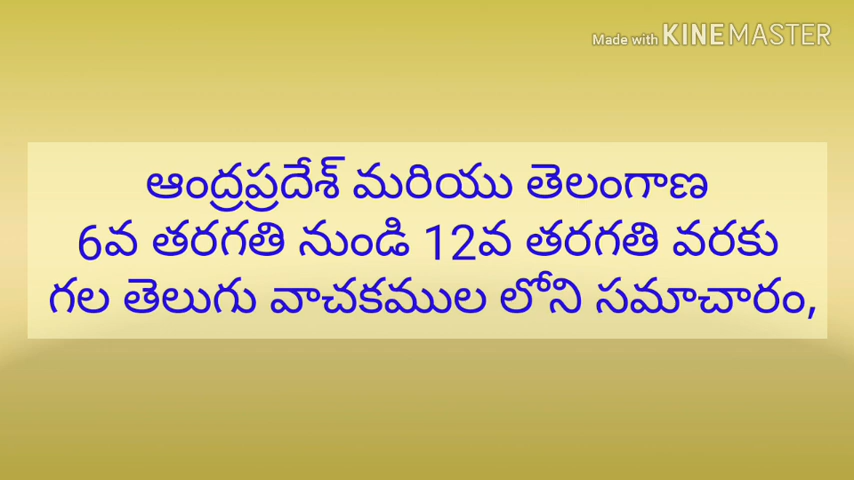 Made with KINEMASTER
ఆంద్రప్రదేశ్ మరియు తెలంగాణ
6వ తరగతి నుండి 12వ తరగతి వరకు
గల తెలుగు వాచకముల లోని సమాచారం,